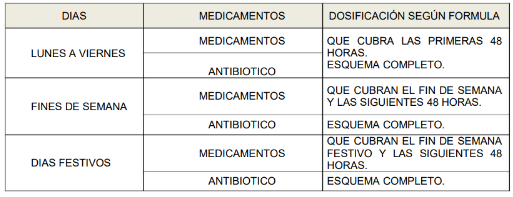 DIAS MEDICAMENTOS DOSIFICACIÓN SEGÚN FORMULA
LUNES A VIERNES
MEDICAMENTOS
QUE CUBRA LAS PRIMERAS 48
HORAS.
ANTIBIOTICO
ESQUEMA COMPLETO.
FINES DE SEMANA
MEDICAMENTOS
QUE CUBRAN EL FIN DE SEMANA
Y LAS SIGUIENTES 48 HORAS.
ANTIBIOTICO
ESQUEMA COMPLETO.
DIAS FESTIVOS
MEDICAMENTOS
QUE CUBRAN EL FIN DE SEMANA
FESTIVO Y LAS SIGUIENTES 48
HORAS.
ANTIBIOTICO
ESQUEMA COMPLETO.